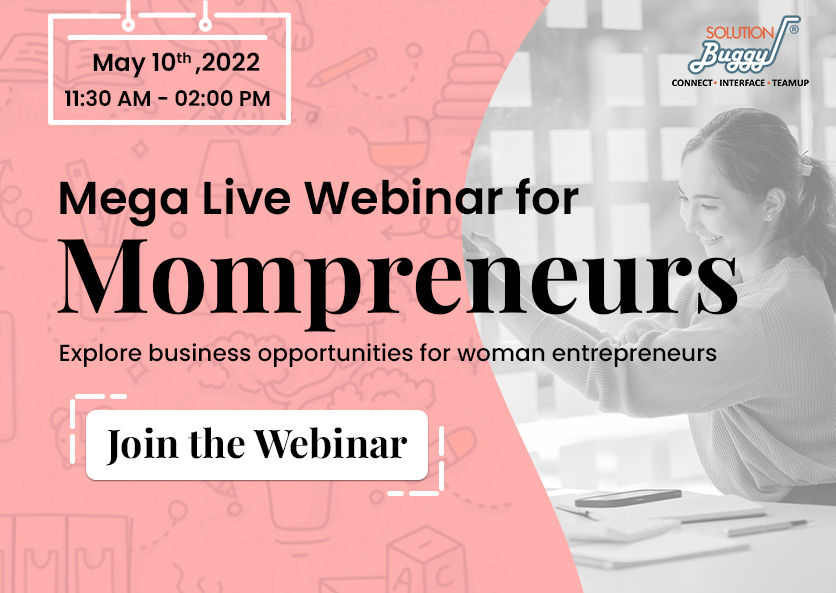 May 10th ,2022
11:30 AM - 02:00 PM
SOLUTION
Buggy®
CONNECT • INTERFACE • TEAMUP
Mega Live Webinar for
Mompreneurs
Explore business opportunities for woman entrepreneurs
Join the Webinar
A C